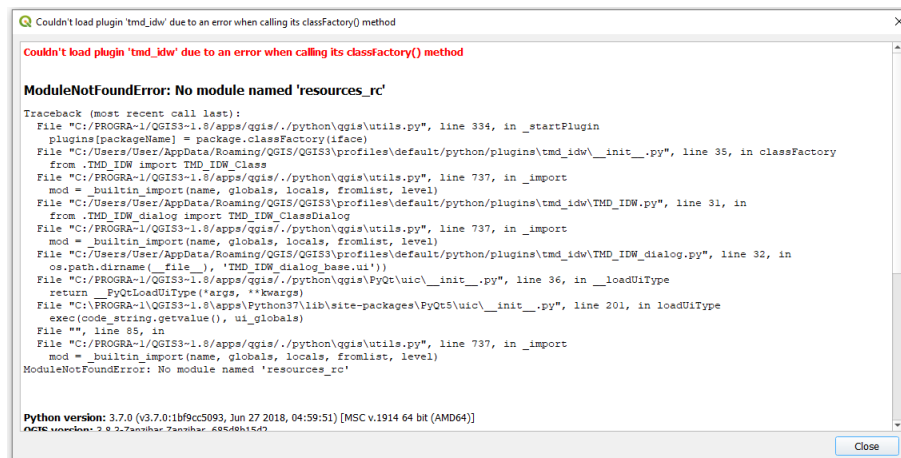 Couldn't load plugin 'tmd_idw' due to an error when calling its classFactory() method
Couldn't load plugin 'tmd_idw' due to an error when calling its classFactory() method
ModuleNotFoundError: No module named 'resources_rc'
Traceback (most recent call last):
File "C:/PROGRA~1/QGIS3~1.8/apps/qgis/./python\qgis\utils.py", line 334, in _startPlugin
plugins[packageName] = package.classFactory(iface)
File "C:/Users/User/AppData/Roaming/QGIS/QGIS3\profiles\default/python/plugins\tmd_idw\__init__.py", line 35, in classFactory
from .TMD_IDW import TMD_IDW_Class
File "C:/PROGRA~1/QGIS3~1.8/apps/qgis/./python\qgis\utils.py", line 737, in _import
mod = _builtin_import(name, globals, locals, fromlist, level)
File "C:/Users/User/AppData/Roaming/QGIS/QGIS3\profiles\default/python/plugins\tmd_idw\TMD_IDW.py", line 31, in
from .TMD_IDW_dialog import TMD_IDW_ClassDialog
File "C:/PROGRA~1/QGIS3~1.8/apps/qgis/./python\qgis\utils.py", line 737, in _import
mod = _builtin_import(name, globals, locals, fromlist, level)
File "C:/Users/User/AppData/Roaming/QGIS/QGIS3\profiles\default/python/plugins\tmd_idw\TMD_IDW_dialog.py", line 32, in
os.path.dirname(__file__), 'TMD_IDW_dialog_base.ui'))
File "C:/PROGRA~1/QGIS3~1.8/apps/qgis/./python\qgis\PyQt\uic\__init__.py", line 36, in __loadUiType
return __PyQtLoadUiType(*args, **kwargs)
File "C:\PROGRA~1\QGIS3~1.8\apps\Python37\lib\site-packages\PyQt5\uic\__init__.py", line 201, in loadUiType
exec(code_string.getvalue(), ui_globals)
File "", line 85, in
File "C:/PROGRA~1/QGIS3~1.8/apps/qgis/./python\qgis\utils.py", line 737, in _import
mod = _builtin_import(name, globals, locals, fromlist, level)
ModuleNotFoundError: No module named 'resources_rc'
Python version: 3.7.0 (v3.7.0:1bf9cc5093, Jun 27 2018, 04:59:51) [MSC v.1914 64 bit (AMD64)]
QGIS version: 3.8.3-Zanzibar Zanzibar, 685d8b15d2
Close